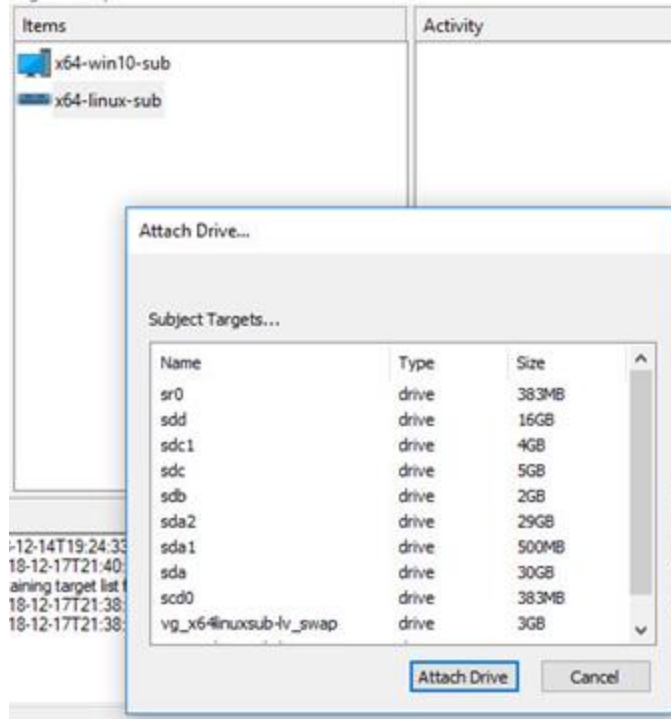 Items
Activity
x64-win10-sub
x64-linux-sub
Attach Drive...
Subject Targets...
Name Type Size
sr0 drive 383MB
sdd drive 16GB
sdc1 drive 4GB
sdc drive 5GB
sdb drive 2GB
sda2 drive 29GB
sda1 drive 500MB
sda drive 30GB
scd0 drive 383MB
vg_x64linuxsub-lv_swap drive 3GB
-12-14T19:24:33
18-12-17T21:40:
aining target list f
18-12-17T21:38:
18-12-17T21:38:
Attach Drive Cancel